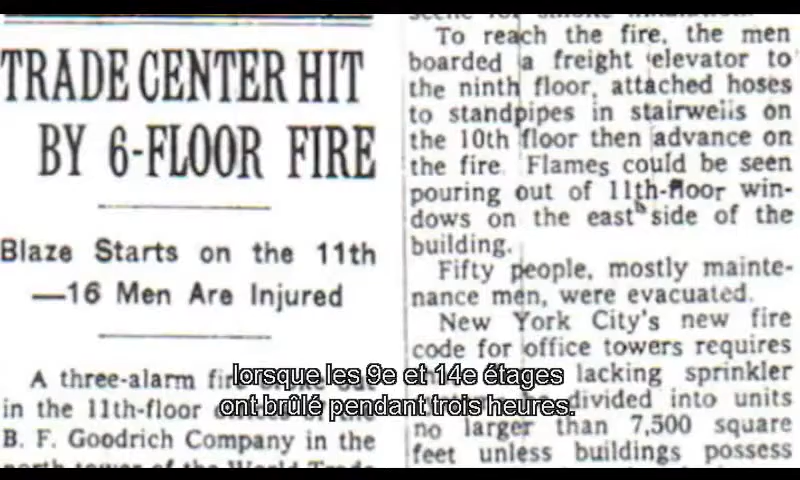 TRADE CENTER HIT
BY 6-FLOOR FIRE
Blaze Starts on the 11th
—16 Men Are Injured
A three-alarm
in the 11th-floor
B. F. Goodrich Company in the
To reach the fire, the men
boarded a freight elevator to
the ninth floor, attached hoses
to standpipes in stairwells on
the 10th floor then advance on
the fire. Flames could be seen
pouring out of 11th-floor win-
dows on the east side of the
building.
Fifty people, mostly mainte-
nance men, were evacuated.
New York City's new fire
code for office towers requires
lacking sprinkler
be divided into units
no larger than 7,500 square
feet unless buildings possess
lorsque les 9e et 14e étages
ont brûlé pendant trois heures.